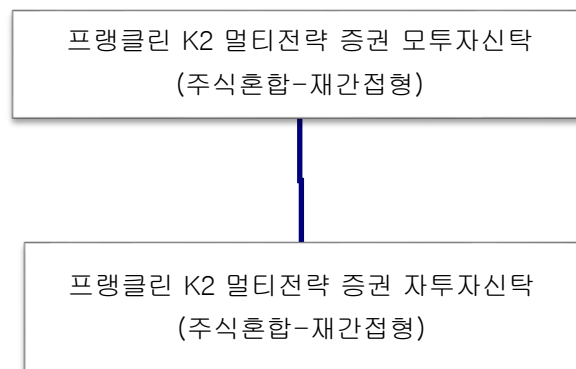 프랭클린 K2 멀티전략 증권 모투자신탁
(주식혼합-재간접형)
프랭클린 K2 멀티전략 증권 자투자신탁
(주식혼합-재간접형)